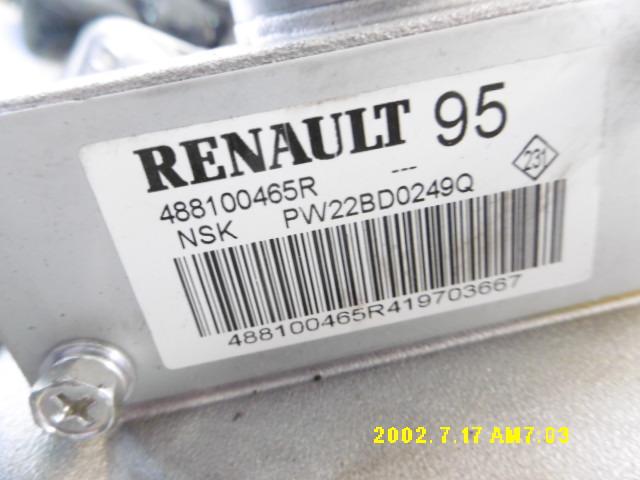 RENAULT 95
488100465R ---
231
NSK PW22BD0249Q
488100465R419703667
2002. 7.17 AM7:03